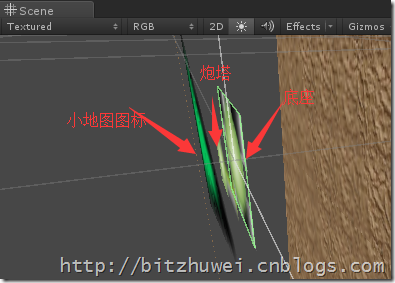 Scene
Textured RGB 2D Effects Gizmos
炮塔
小地图图标
http://bitzhuwei.cnblogs.com